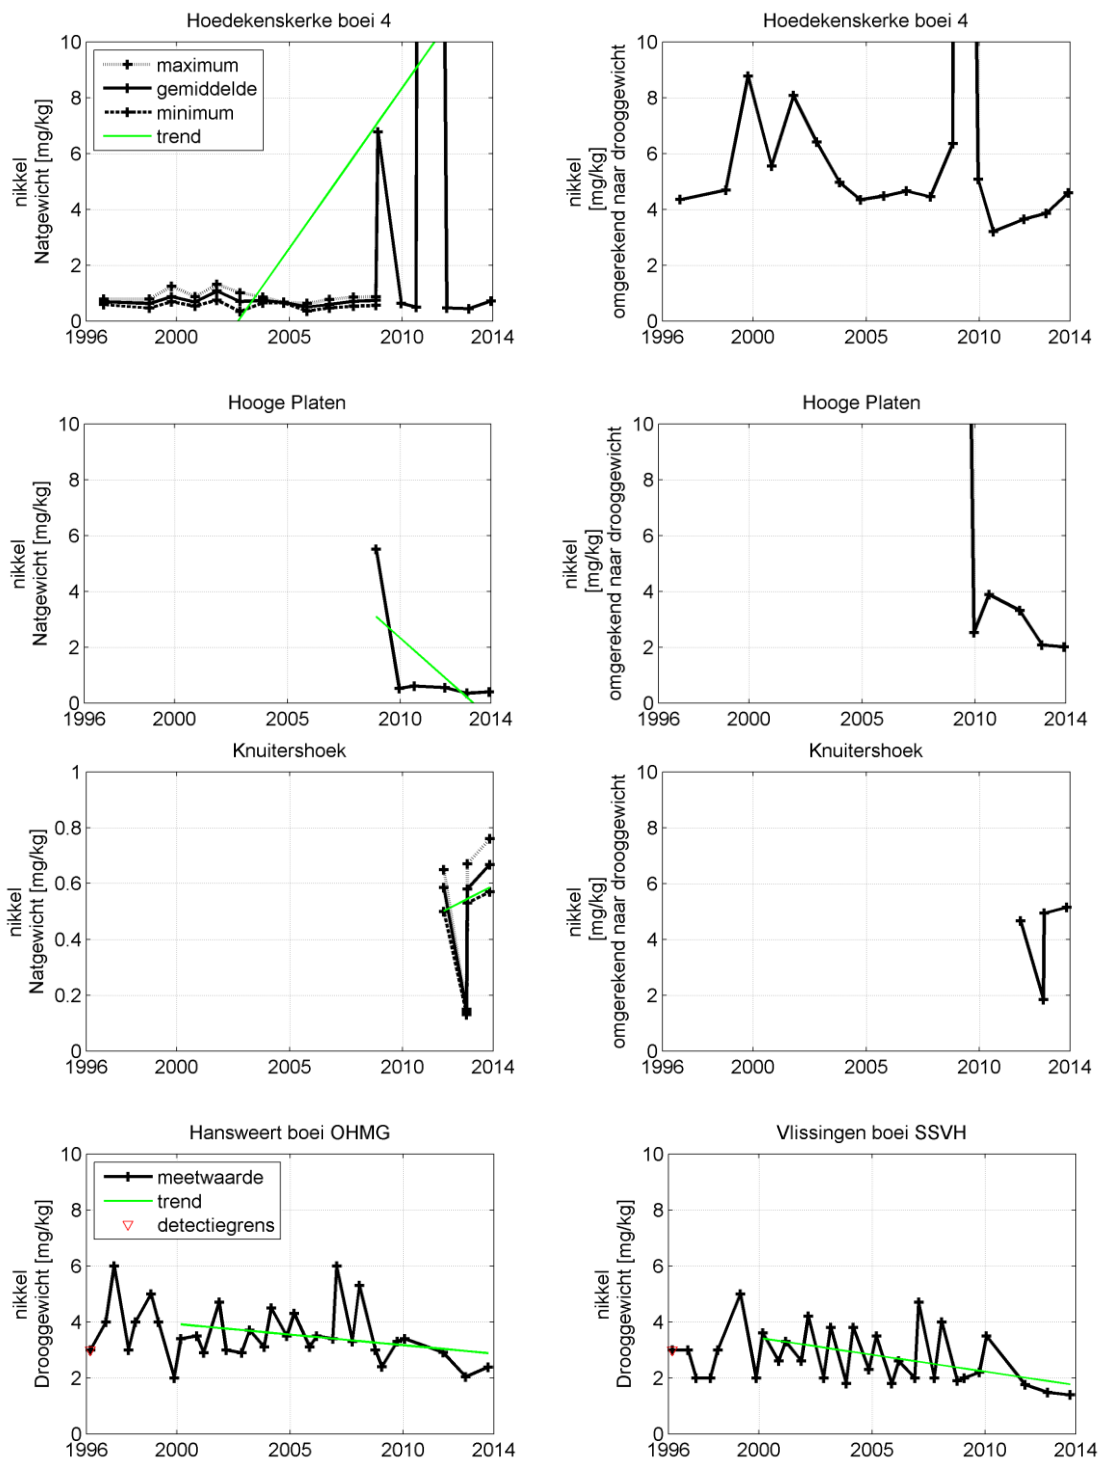 Hoedekenskerke boei 4
nikkel
Natgewicht [mg/kg]
10
8
6
4
2
0
1996 2000 2005 2010 2014
maximum
gemiddelde
minimum
trend
Hoedekenskerke boei 4
nikkel
[mg/kg]
omgerekend naar drooggewicht
10
8
6
4
2
0
1996 2000 2005 2010 2014
Hooge Platen
nikkel
Natgewicht [mg/kg]
10
8
6
4
2
0
1996 2000 2005 2010 2014
Hooge Platen
nikkel
[mg/kg]
omgerekend naar drooggewicht
10
8
6
4
2
0
1996 2000 2005 2010 2014
Knuitershoek
nikkel
Natgewicht [mg/kg]
1
0.8
0.6
0.4
0.2
0
1996 2000 2005 2010 2014
Knuitershoek
nikkel
[mg/kg]
omgerekend naar drooggewicht
10
8
6
4
2
0
1996 2000 2005 2010 2014
Hansweert boei OHMG
nikkel
Drooggewicht [mg/kg]
10
8
6
4
2
0
1996 2000 2005 2010 2014
meetwaarde
trend
detectiegrens
Vlissingen boei SSVH
nikkel
Drooggewicht [mg/kg]
10
8
6
4
2
0
1996 2000 2005 2010 2014